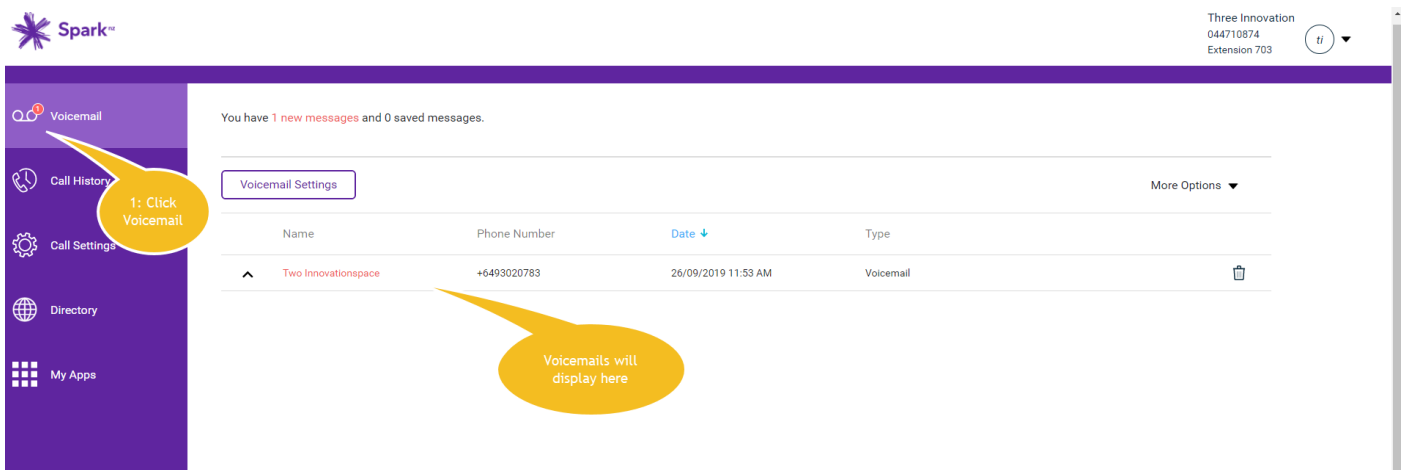 Spark nz
Three Innovation
044710874
Extension 703
ti
1
Voicemail
Call History
Call Settings
Directory
My Apps
1: Click
Voicemail
You have 1 new messages and 0 saved messages.
Voicemail Settings
More Options
Name Phone Number Date Type
Two Innovationspace +6493020783 26/09/2019 11:53 AM Voicemail
Voicemails will
display here